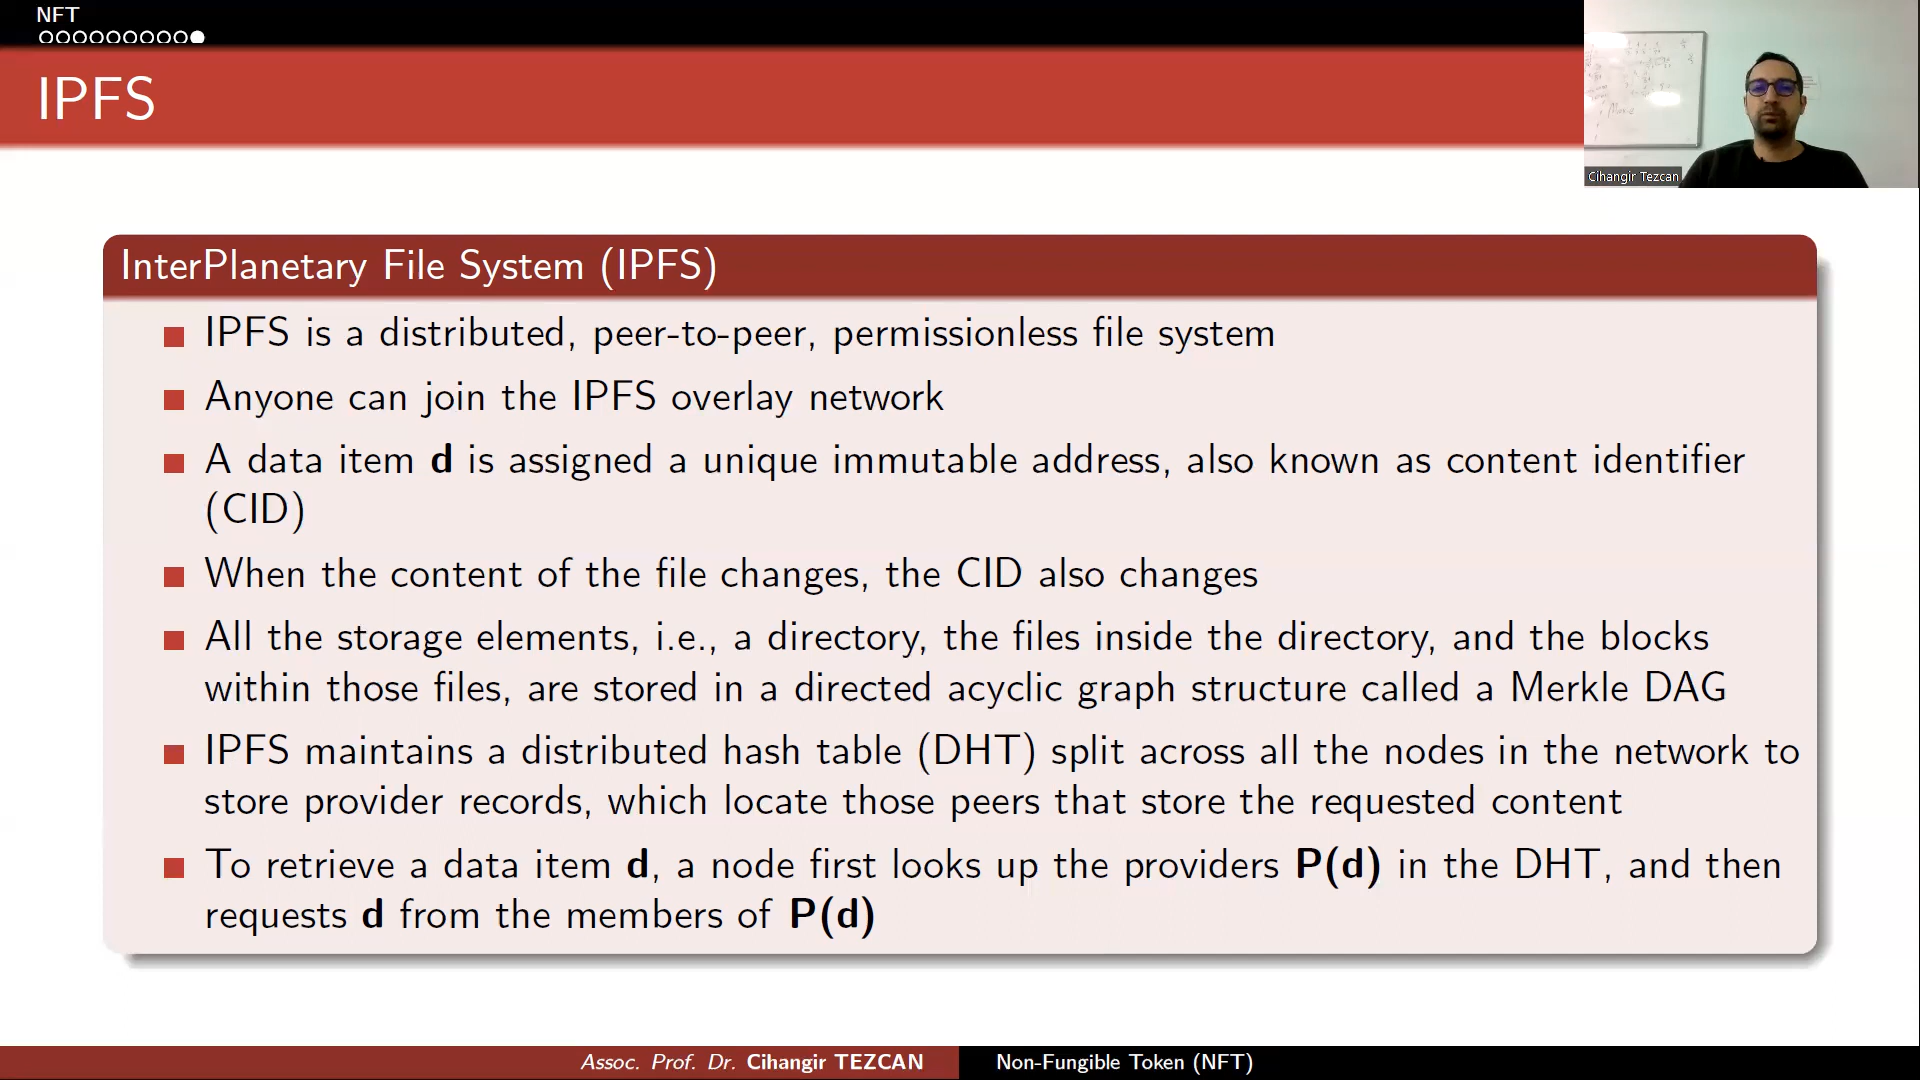 NFT
IPFS
Cihangir Tezcan
InterPlanetary File System (IPFS)
IPFS is a distributed, peer-to-peer, permissionless file system
Anyone can join the IPFS overlay network
A data item d is assigned a unique immutable address, also known as content identifier
(CID)
When the content of the file changes, the CID also changes
All the storage elements, i.e., a directory, the files inside the directory, and the blocks
within those files, are stored in a directed acyclic graph structure called a Merkle DAG
IPFS maintains a distributed hash table (DHT) split across all the nodes in the network to
store provider records, which locate those peers that store the requested content
To retrieve a data item d, a node first looks up the providers P(d) in the DHT, and then
requests d from the members of P(d)
Assoc. Prof. Dr. Cihangir TEZCAN
Non-Fungible Token (NFT)